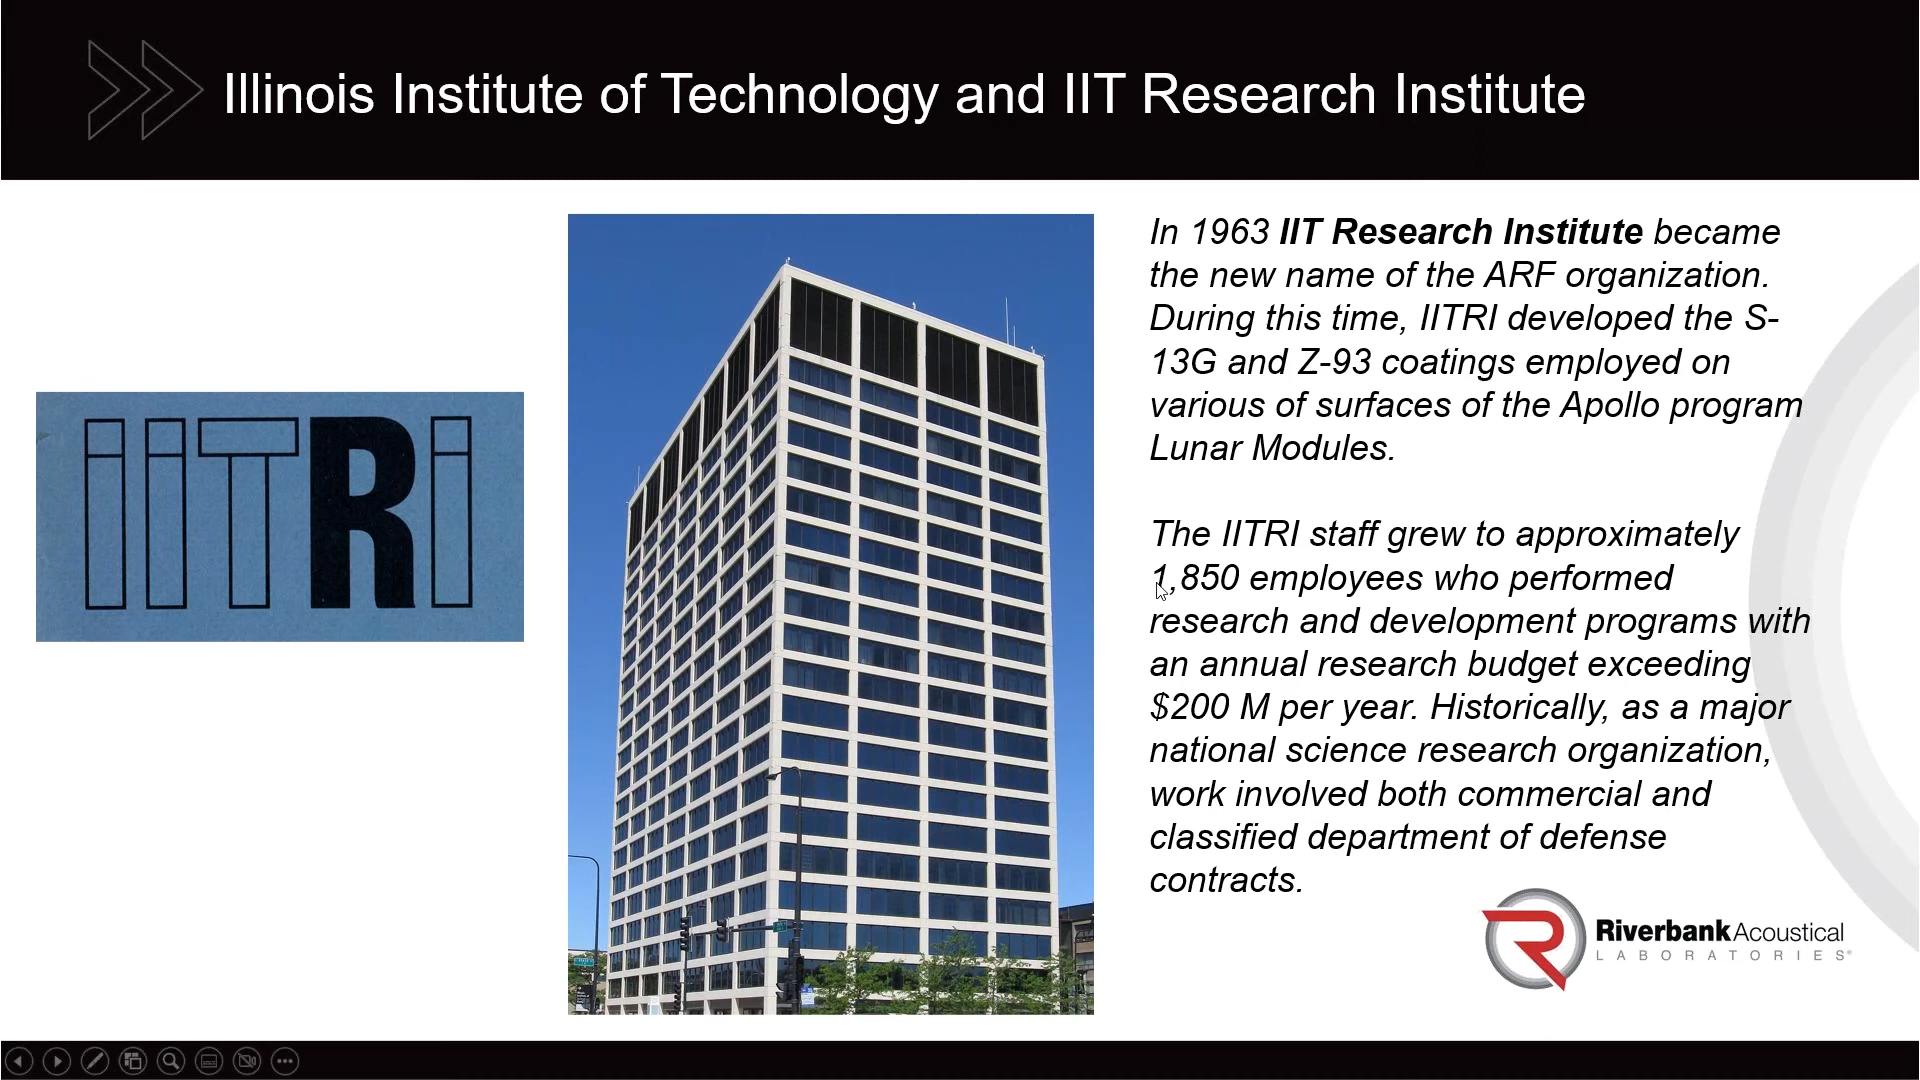 Illinois Institute of Technology and IIT Research Institute
IITRI
In 1963 IIT Research Institute became
the new name of the ARF organization.
During this time, IITRI developed the S-
13G and Z-93 coatings employed on
various of surfaces of the Apollo program
Lunar Modules.
The IITRI staff grew to approximately
1,850 employees who performed
research and development programs with
an annual research budget exceeding
$200 M per year. Historically, as a major
national science research organization,
work involved both commercial and
classified department of defense
contracts.
R
RiverbankAcoustical
LABORATORIES®